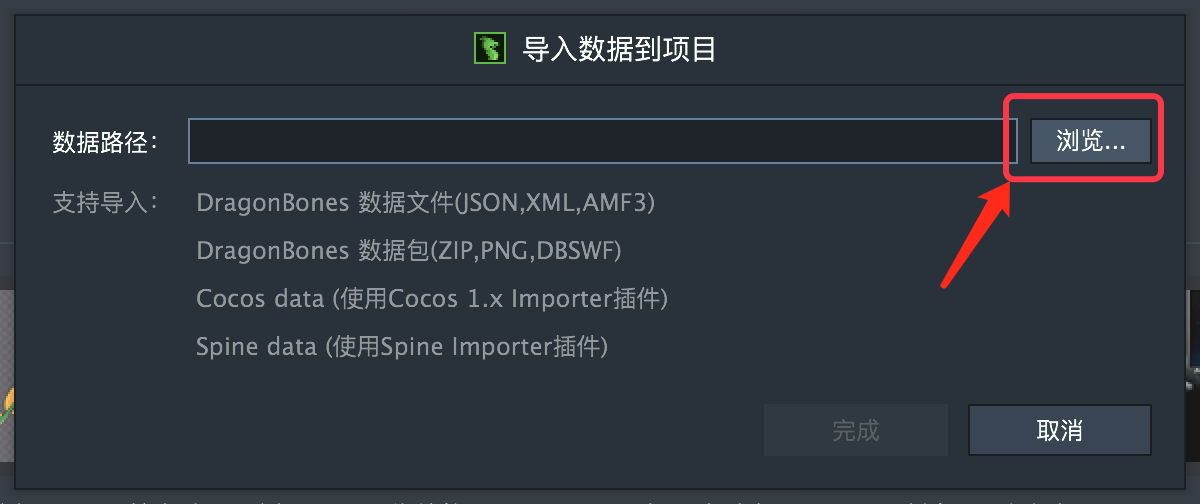 导入数据到项目
数据路径：
浏览...
支持导入：
DragonBones 数据文件(JSON,XML,AMF3)
DragonBones 数据包(ZIP,PNG,DBSWF)
Cocos data (使用Cocos 1.x Importer插件)
Spine data (使用Spine Importer插件)
完成
取消